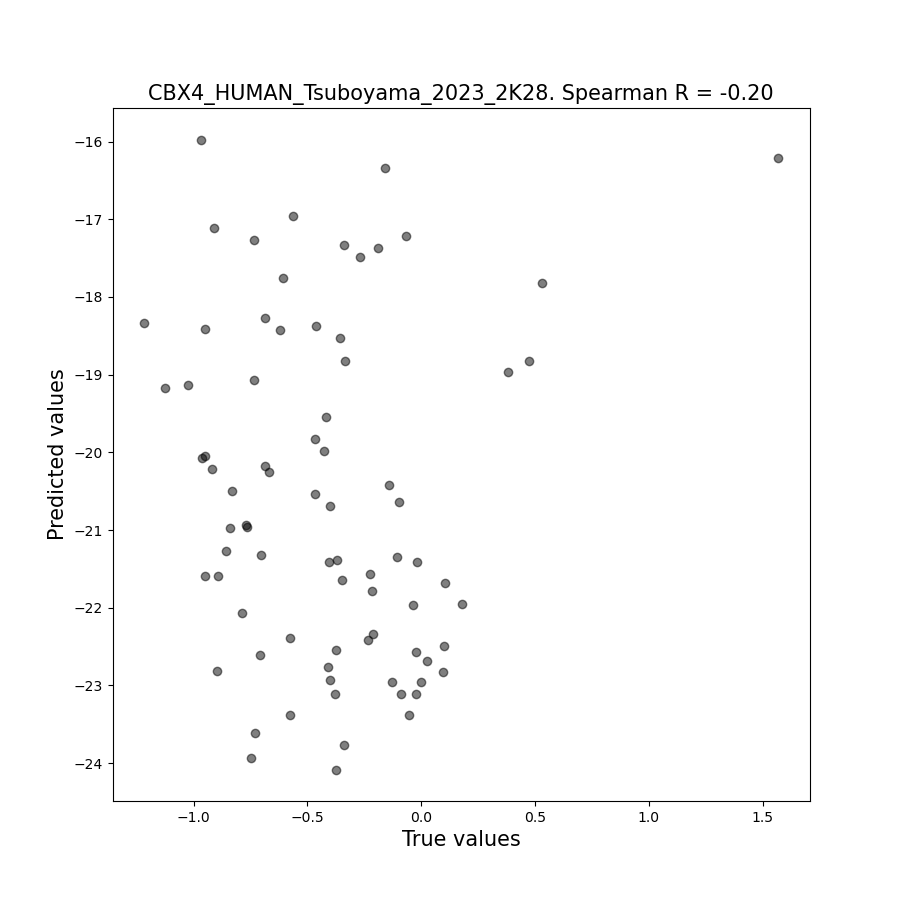 CBX4_HUMAN_Tsuboyama_2023_2K28. Spearman R = -0.20
−16
−17
−18
−19
−20
−21
−22
−23
−24
Predicted values
−1.0 −0.5 0.0 0.5 1.0 1.5
True values